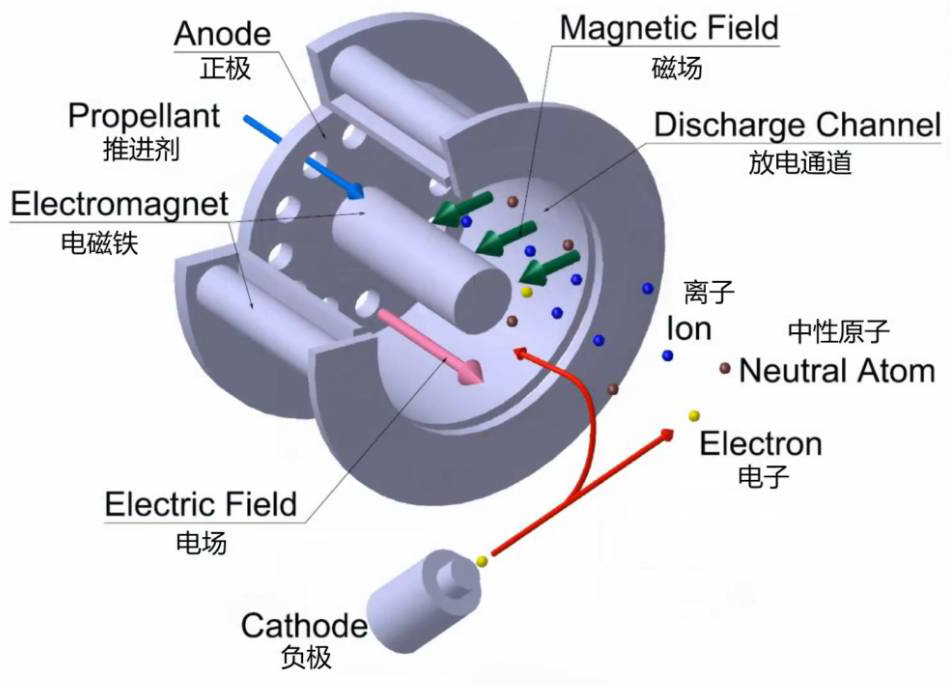 Anode
正极
Magnetic Field
磁场
Propellant
推进剂
Discharge Channel
放电通道
Electromagnet
电磁铁
离子
Ion
中性原子
Neutral Atom
Electron
电子
Electric Field
电场
Cathode
负极